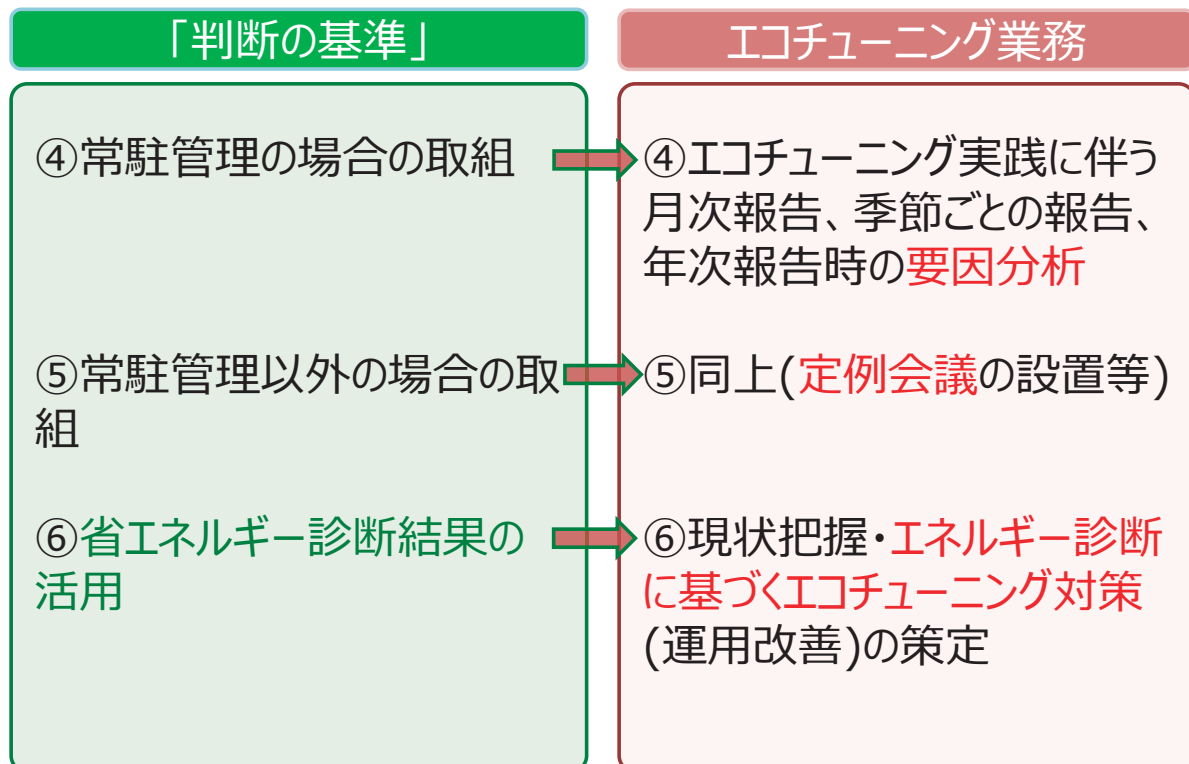 「判断の基準」
④常駐管理の場合の取組
⑤常駐管理以外の場合の取
組
⑥省エネルギー診断結果の
活用
エコチューニング業務
④エコチューニング実践に伴う
月次報告、季節ごとの報告、
年次報告時の要因分析
⑤同上(定例会議の設置等)
⑥現状把握・エネルギー診断
に基づくエコチューニング対策
(運用改善)の策定